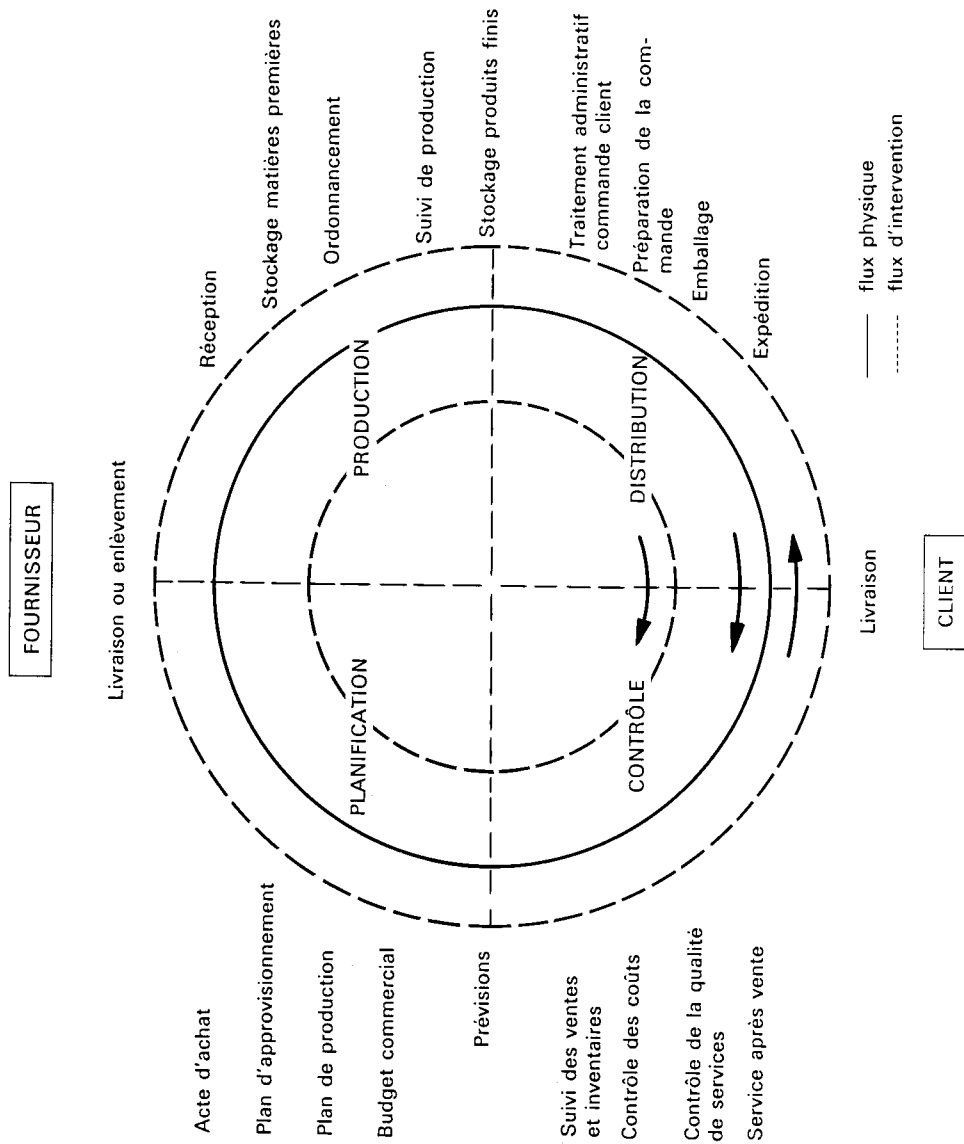 FOURNISSEUR
Livraison ou enlèvement
Acte d'achat
Plan d'approvisionnement
Plan de production
Budget commercial
Prévisions
Suivi des ventes
et inventaires
Contrôle des coûts
Contrôle de la qualité
de services
Service après vente
PLANIFICATION
PRODUCTION
CONTRÔLE
DISTRIBUTION
Réception
Stockage matières premières
Ordonnancement
Suivi de production
Stockage produits finis
Traitement administratif
commande client
Préparation de la com-
mande
Emballage
Expédition
Livraison
CLIENT
flux physique
flux d'intervention